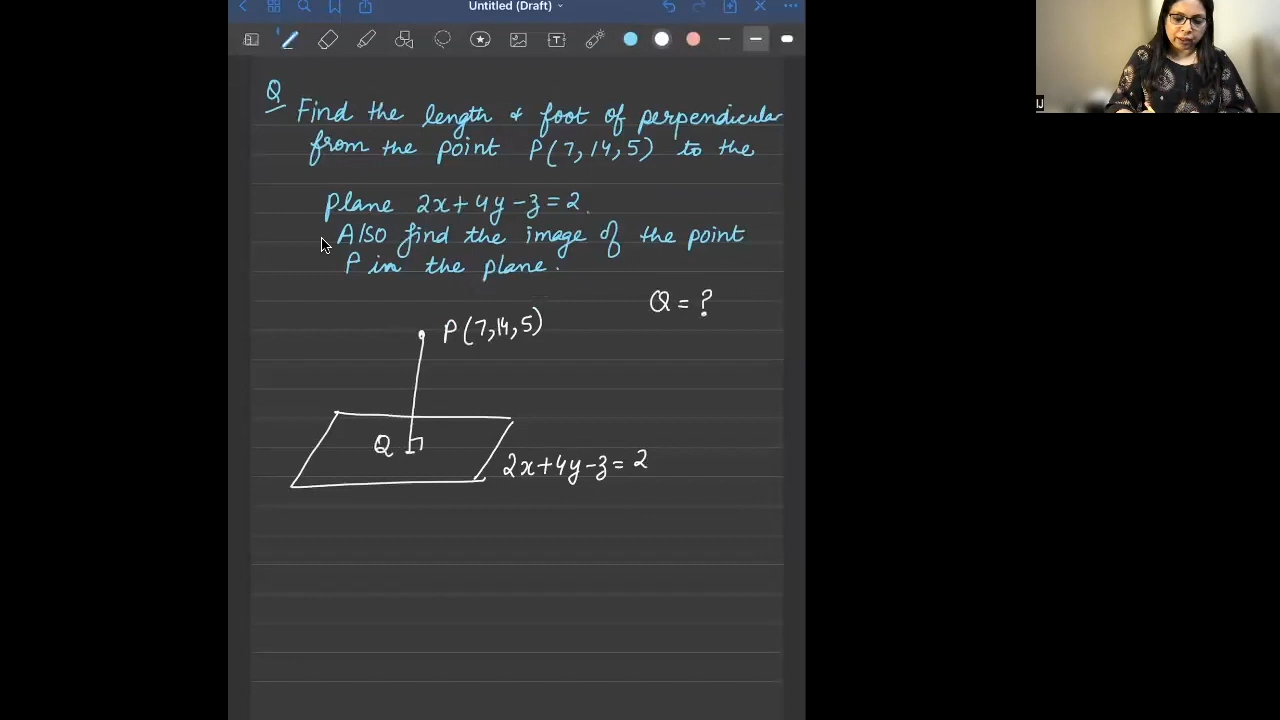 Untitled (Draft)
Q
Find the length & foot of perpendicular
from the point P(7, 14, 5) to the
plane 2x+4y-z=2.
Also find the image of the point
P in the plane.
Q = ?
P(7,14,5)
Q
2x+4y-z=2
IJ